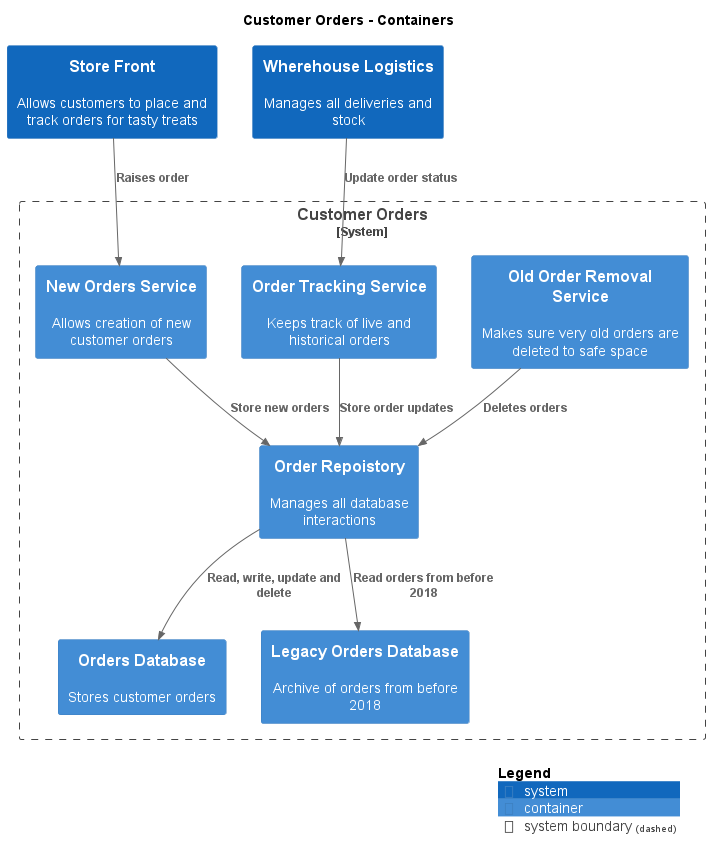 Customer Orders - Containers
Store Front
Allows customers to place and
track orders for tasty treats
Wherehouse Logistics
Manages all deliveries and
stock
Raises order
Update order status
Customer Orders
[System]
New Orders Service
Allows creation of new
customer orders
Order Tracking Service
Keeps track of live and
historical orders
Old Order Removal
Service
Makes sure very old orders are
deleted to safe space
Store new orders
Store order updates
Deletes orders
Order Repoistory
Manages all database
interactions
Read, write, update and
delete
Read orders from before
2018
Orders Database
Stores customer orders
Legacy Orders Database
Archive of orders from before
2018
Legend
system
container
system boundary (dashed)